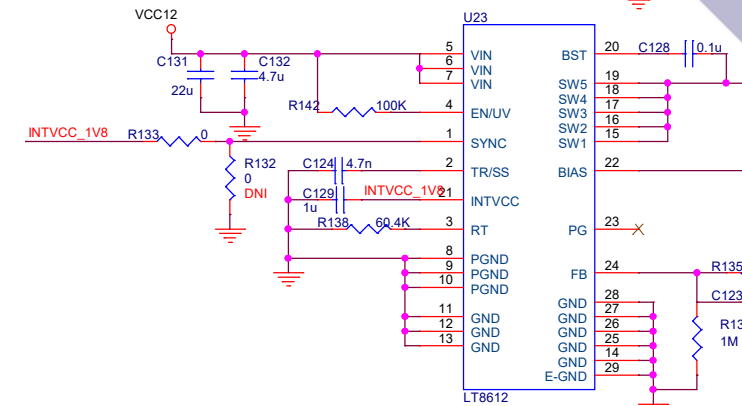 VCC12
U23
C131
22u
C132
4.7u
R142
100K
INTVCC_1V8
R133
0
R132
0
DNI
C124
4.7n
C129
1u
INTVCC_1V8
R138
60.4K
5
VIN
6
VIN
7
VIN
4
EN/UV
1
SYNC
2
TR/SS
21
INTVCC
3
RT
8
PGND
9
PGND
10
PGND
11
GND
12
GND
13
GND
BST
20
C128
0.1u
SW5
19
SW4
18
SW3
17
SW2
16
SW1
15
BIAS
22
PG
23
FB
24
R135
C123
GND
28
GND
27
GND
26
GND
25
GND
14
E-GND
29
R13
1M
LT8612